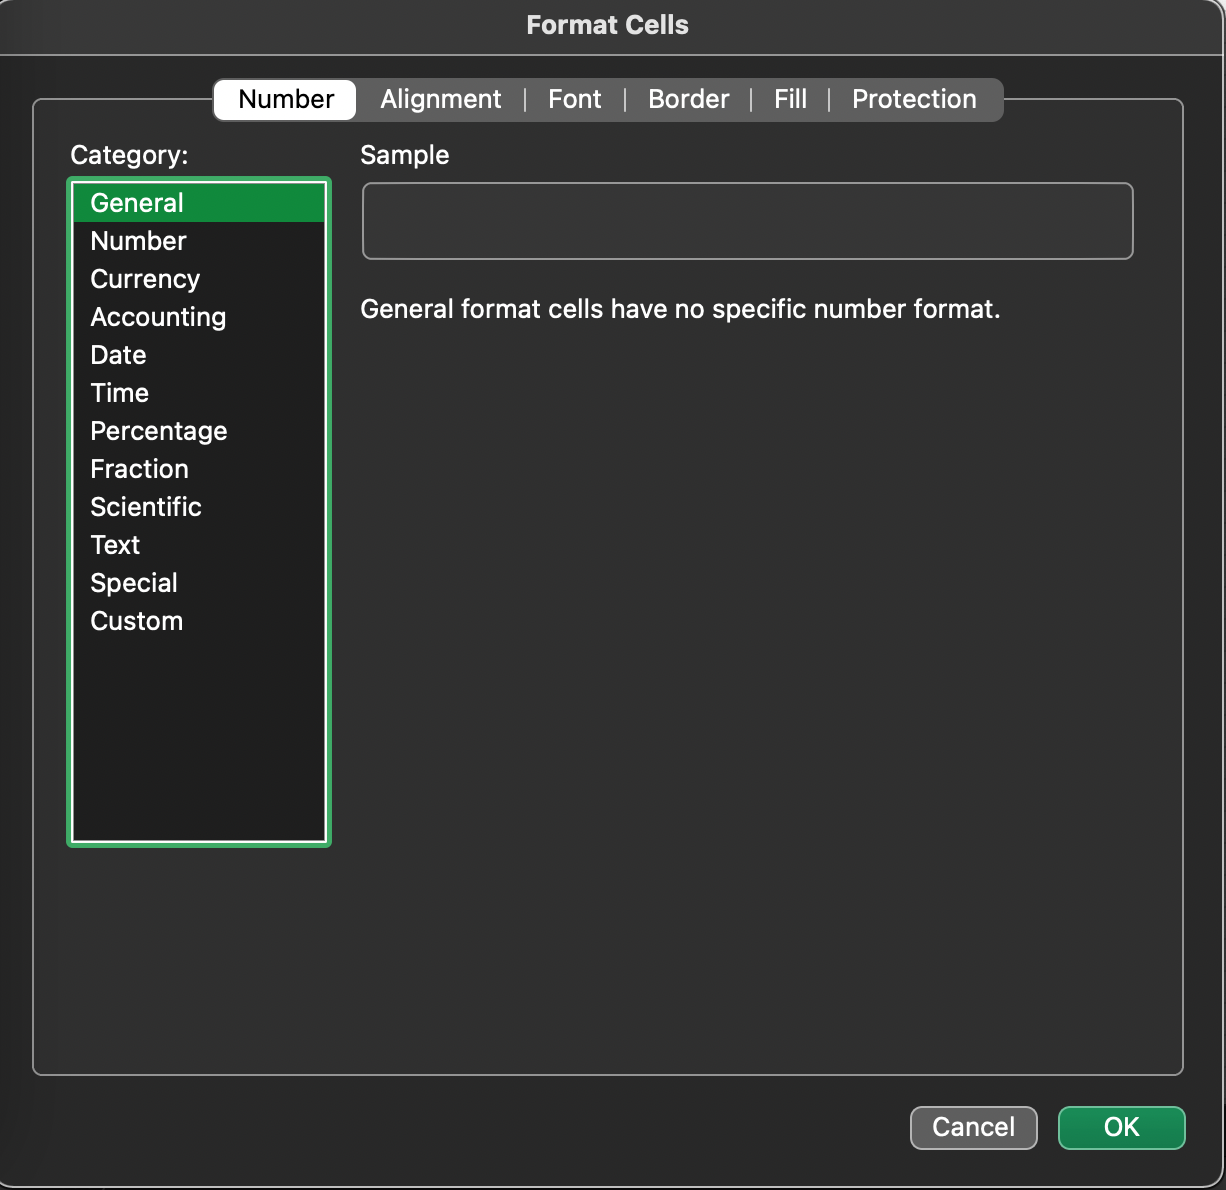 Format Cells
Number Alignment Font Border Fill Protection
Category:
General
Number
Currency
Accounting
Date
Time
Percentage
Fraction
Scientific
Text
Special
Custom
Sample
General format cells have no specific number format.
Cancel OK